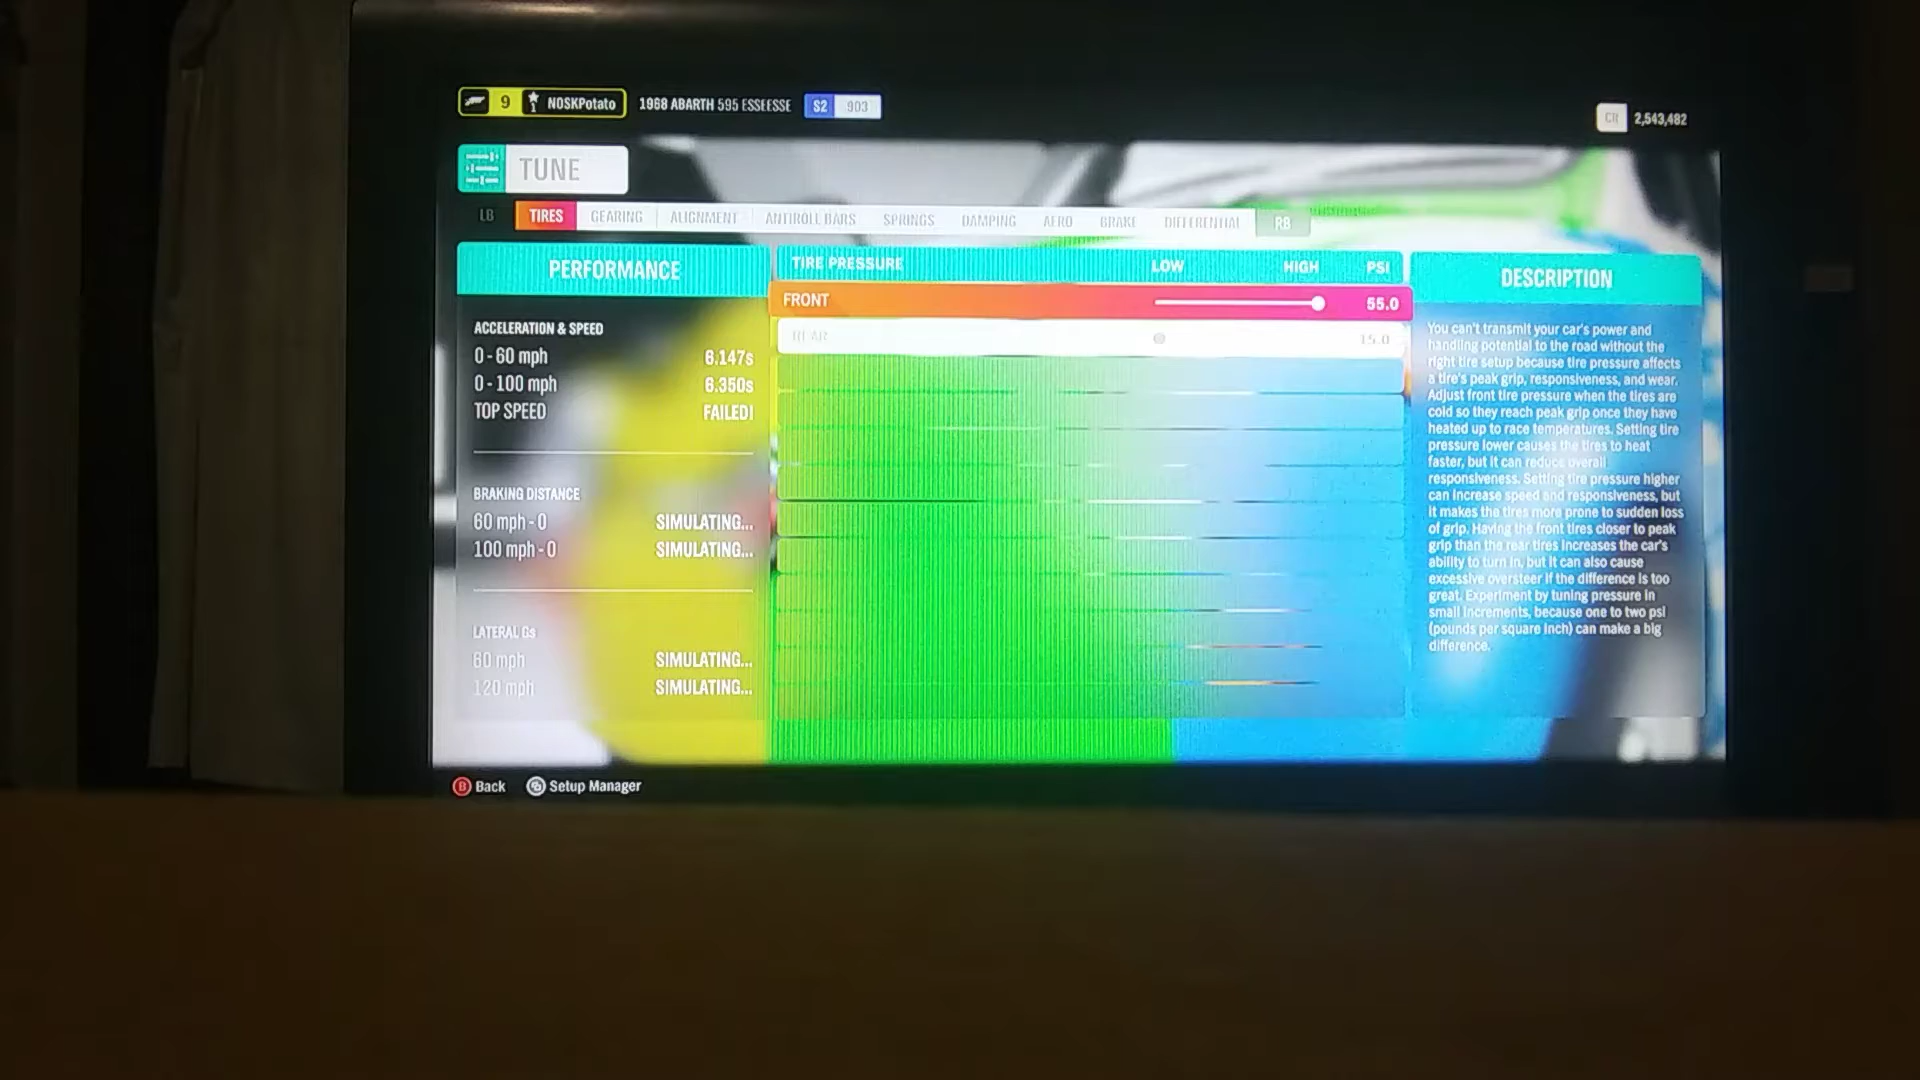 9 1 NOSKPotato 1968 ABARTH 595 ESSEESSE S2 903
CR 2,543,482
TUNE
LB TIRES GEARING ALIGNMENT ANTIROLL BARS SPRINGS DAMPING AERO BRAKE DIFFERENTIAL RB
PERFORMANCE
ACCELERATION & SPEED
0 - 60 mph 6.147s
0 - 100 mph 6.350s
TOP SPEED FAILED!
BRAKING DISTANCE
60 mph - 0 SIMULATING...
100 mph - 0 SIMULATING...
LATERAL Gs
60 mph SIMULATING...
120 mph SIMULATING...
TIRE PRESSURE LOW HIGH PSI
FRONT 55.0
REAR 15.0
DESCRIPTION
You can't transmit your car's power and
handling potential to the road without the
right tire setup because tire pressure affects
a tire's peak grip, responsiveness, and wear.
Adjust front tire pressure when the tires are
cold so they reach peak grip once they have
heated up to race temperatures. Setting tire
pressure lower causes the tires to heat
faster, but it can reduce overall
responsiveness. Setting tire pressure higher
can increase speed and responsiveness, but
it makes the tires more prone to sudden loss
of grip. Having the front tires closer to peak
grip than the rear tires increases the car's
ability to turn in, but it can also cause
excessive oversteer if the difference is too
great. Experiment by tuning pressure in
small increments, because one to two psi
(pounds per square inch) can make a big
difference.
B Back Setup Manager